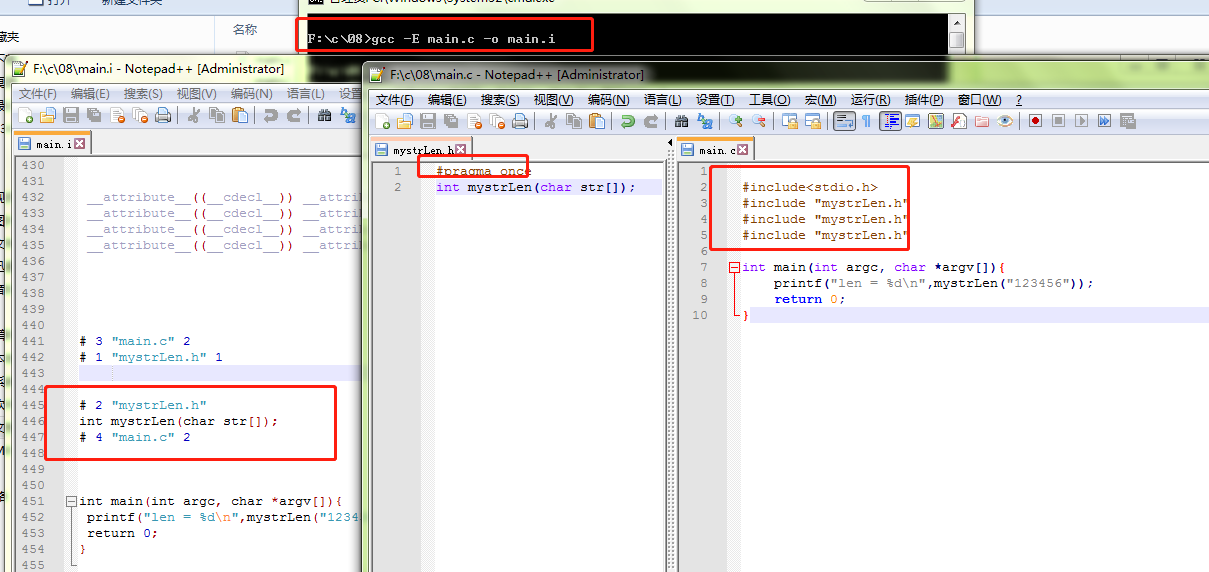 打开
新建文件夹
管理员: C:\Windows\system32\cmd.exe
藏夹
名称
F:\c\08>gcc -E main.c -o main.i
F:\c\08\main.i - Notepad++ [Administrator]
文件(F) 编辑(E) 搜索(S) 视图(V) 编码(N) 语言(L) 设置
main.i
430
431
432 __attribute__((__cdecl__)) __attri
433 __attribute__((__cdecl__)) __attri
434 __attribute__((__cdecl__)) __attri
435 __attribute__((__cdecl__)) __attri
436
437
438
439
440
441 # 3 "main.c" 2
442 # 1 "mystrLen.h" 1
443
444
445 # 2 "mystrLen.h"
446 int mystrLen(char str[]);
447 # 4 "main.c" 2
448
449
450
451 int main(int argc, char *argv[]){
452 printf("len = %d\n",mystrLen("1234
453 return 0;
454 }
455
F:\c\08\main.c - Notepad++ [Administrator]
文件(F) 编辑(E) 搜索(S) 视图(V) 编码(N) 语言(L) 设置(T) 工具(O) 宏(M) 运行(R) 插件(P) 窗口(W) ?
mystrLen.h
1 #pragma once
2 int mystrLen(char str[]);
main.c
1
2 #include<stdio.h>
3 #include "mystrLen.h"
4 #include "mystrLen.h"
5 #include "mystrLen.h"
6
7 int main(int argc, char *argv[]){
8 printf("len = %d\n",mystrLen("123456"));
9 return 0;
10 }